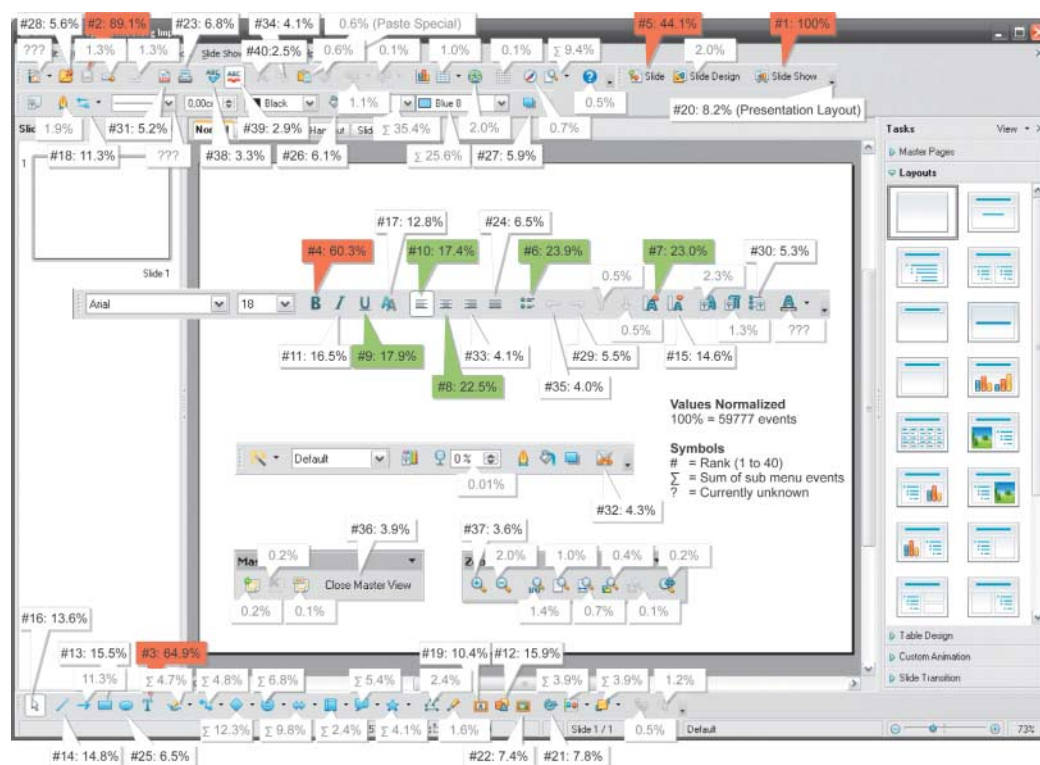 #28: 5.6% #2: 89.1% #23: 6.8% #34: 4.1% 0.6% (Paste Special) #5: 44.1% #1: 100%
??? 1.3% 1.3% Slide Show #40:2.5% 0.6% 0.1% 1.0% 0.1% Σ 9.4% 2.0%
Slide Slide Design Slide Show
0,00cm Black 1.1% Blue 8 0.5%
#20: 8.2% (Presentation Layout)
1.9% #31: 5.2% #39: 2.9% Σ 35.4% 2.0% 0.7%
Normal Handout Slide
#18: 11.3% ??? #38: 3.3% #26: 6.1% Σ 25.6% #27: 5.9%
Tasks View
Master Pages
Layouts
1
Slide 1
#17: 12.8% #24: 6.5%
#4: 60.3% #10: 17.4% #6: 23.9% 0.5% #7: 23.0% 2.3% #30: 5.3%
Arial 18 B I U A
0.5% 1.3% ???
#11: 16.5% #9: 17.9% #33: 4.1% #29: 5.5% #15: 14.6%
#8: 22.5% #35: 4.0%
Values Normalized
100% = 59777 events
Symbols
# = Rank (1 to 40)
Σ = Sum of sub menu events
? = Currently unknown
Default 0 %
0.01%
#32: 4.3%
#36: 3.9% #37: 3.6%
0.2% 2.0% 1.0% 0.4% 0.2%
Close Master View
0.2% 0.1% 1.4% 0.7% 0.1%
#16: 13.6%
#13: 15.5% #3: 64.9% #19: 10.4% #12: 15.9%
11.3% Σ 4.7% Σ 4.8% Σ 6.8% Σ 5.4% 2.4% Σ 3.9% Σ 3.9% 1.2%
T
Σ 12.3% Σ 9.8% Σ 2.4% Σ 4.1% 1.6% 0.5%
Slide 1 / 1 Default 73%
#14: 14.8% #25: 6.5% #22: 7.4% #21: 7.8%
Table Design
Custom Animation
Slide Transition